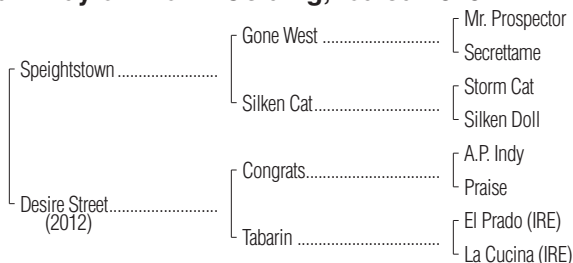 Mr. Prospector
Gone West
Secrettame
Speightstown
Storm Cat
Silken Cat
Silken Doll
A.P. Indy
Congrats
Praise
Desire Street
(2012)
El Prado (IRE)
Tabarin
La Cucina (IRE)